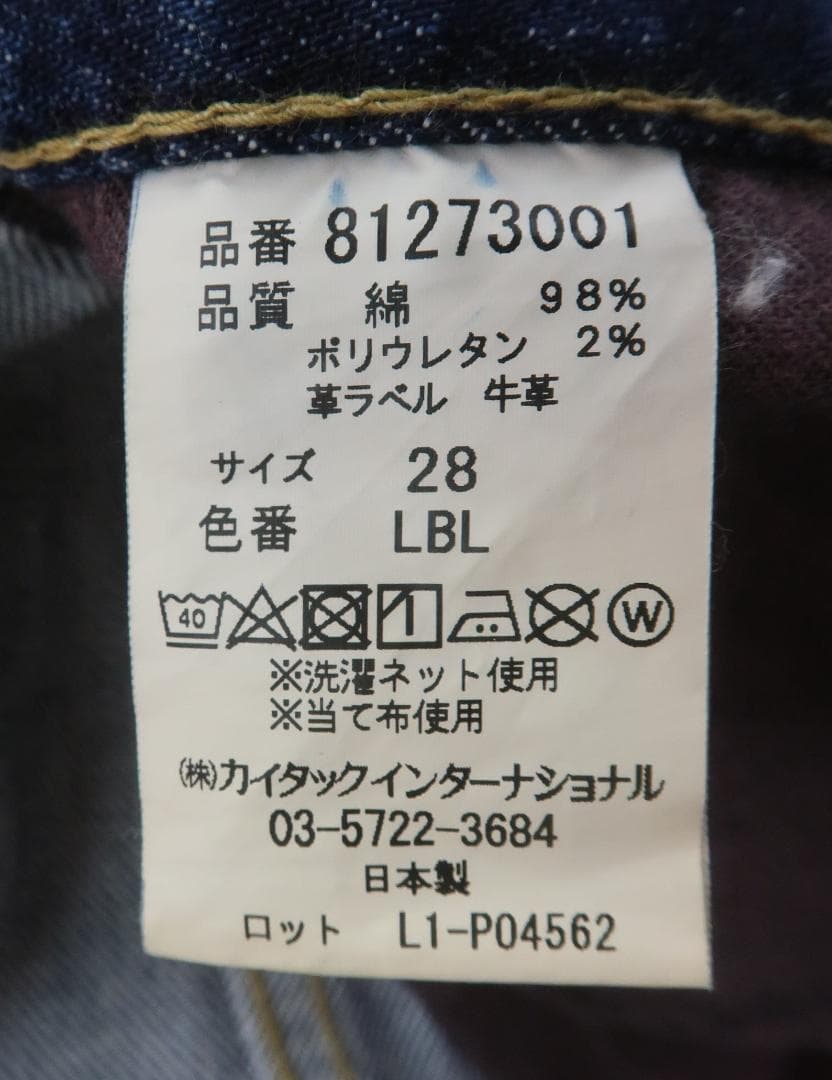 品番 81273001
品質 綿 98%
ポリウレタン 2%
革ラベル 牛革
サイズ 28
色番 LBL
40 W
※洗濯ネット使用
※当て布使用
㈱カイタックインターナショナル
03-5722-3684
日本製
ロット L1-P04562